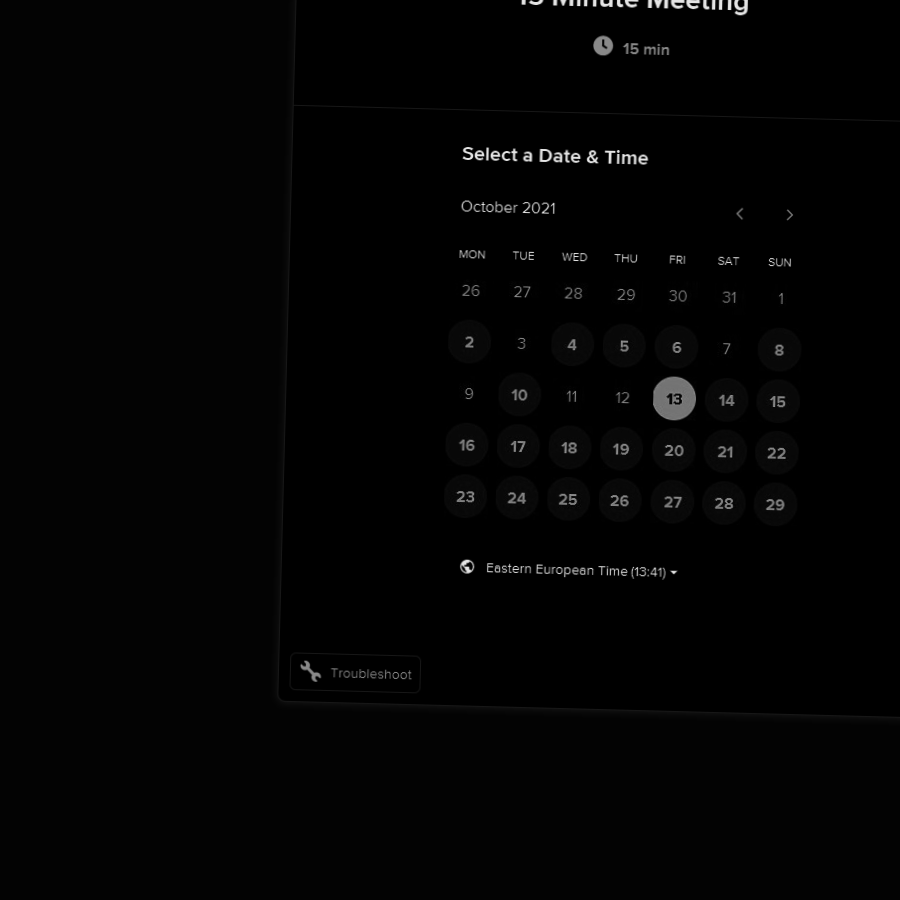 15 Minute Meeting
15 min
Select a Date & Time
October 2021
MON TUE WED THU FRI SAT SUN
26 27 28 29 30 31 1
2 3 4 5 6 7 8
9 10 11 12 13 14 15
16 17 18 19 20 21 22
23 24 25 26 27 28 29
Eastern European Time (13:41)
Troubleshoot